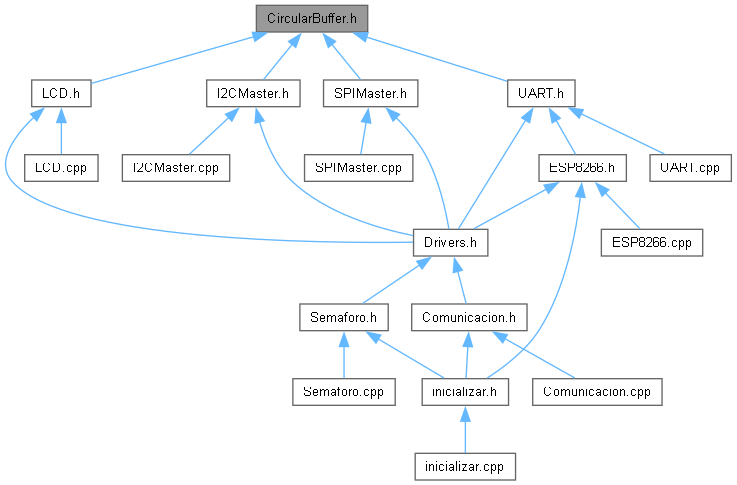 CircularBuffer.h
LCD.h
I2CMaster.h
SPIMaster.h
UART.h
LCD.cpp
I2CMaster.cpp
SPIMaster.cpp
ESP8266.h
UART.cpp
Drivers.h
ESP8266.cpp
Semaforo.h
Comunicacion.h
Semaforo.cpp
inicializar.h
Comunicacion.cpp
inicializar.cpp